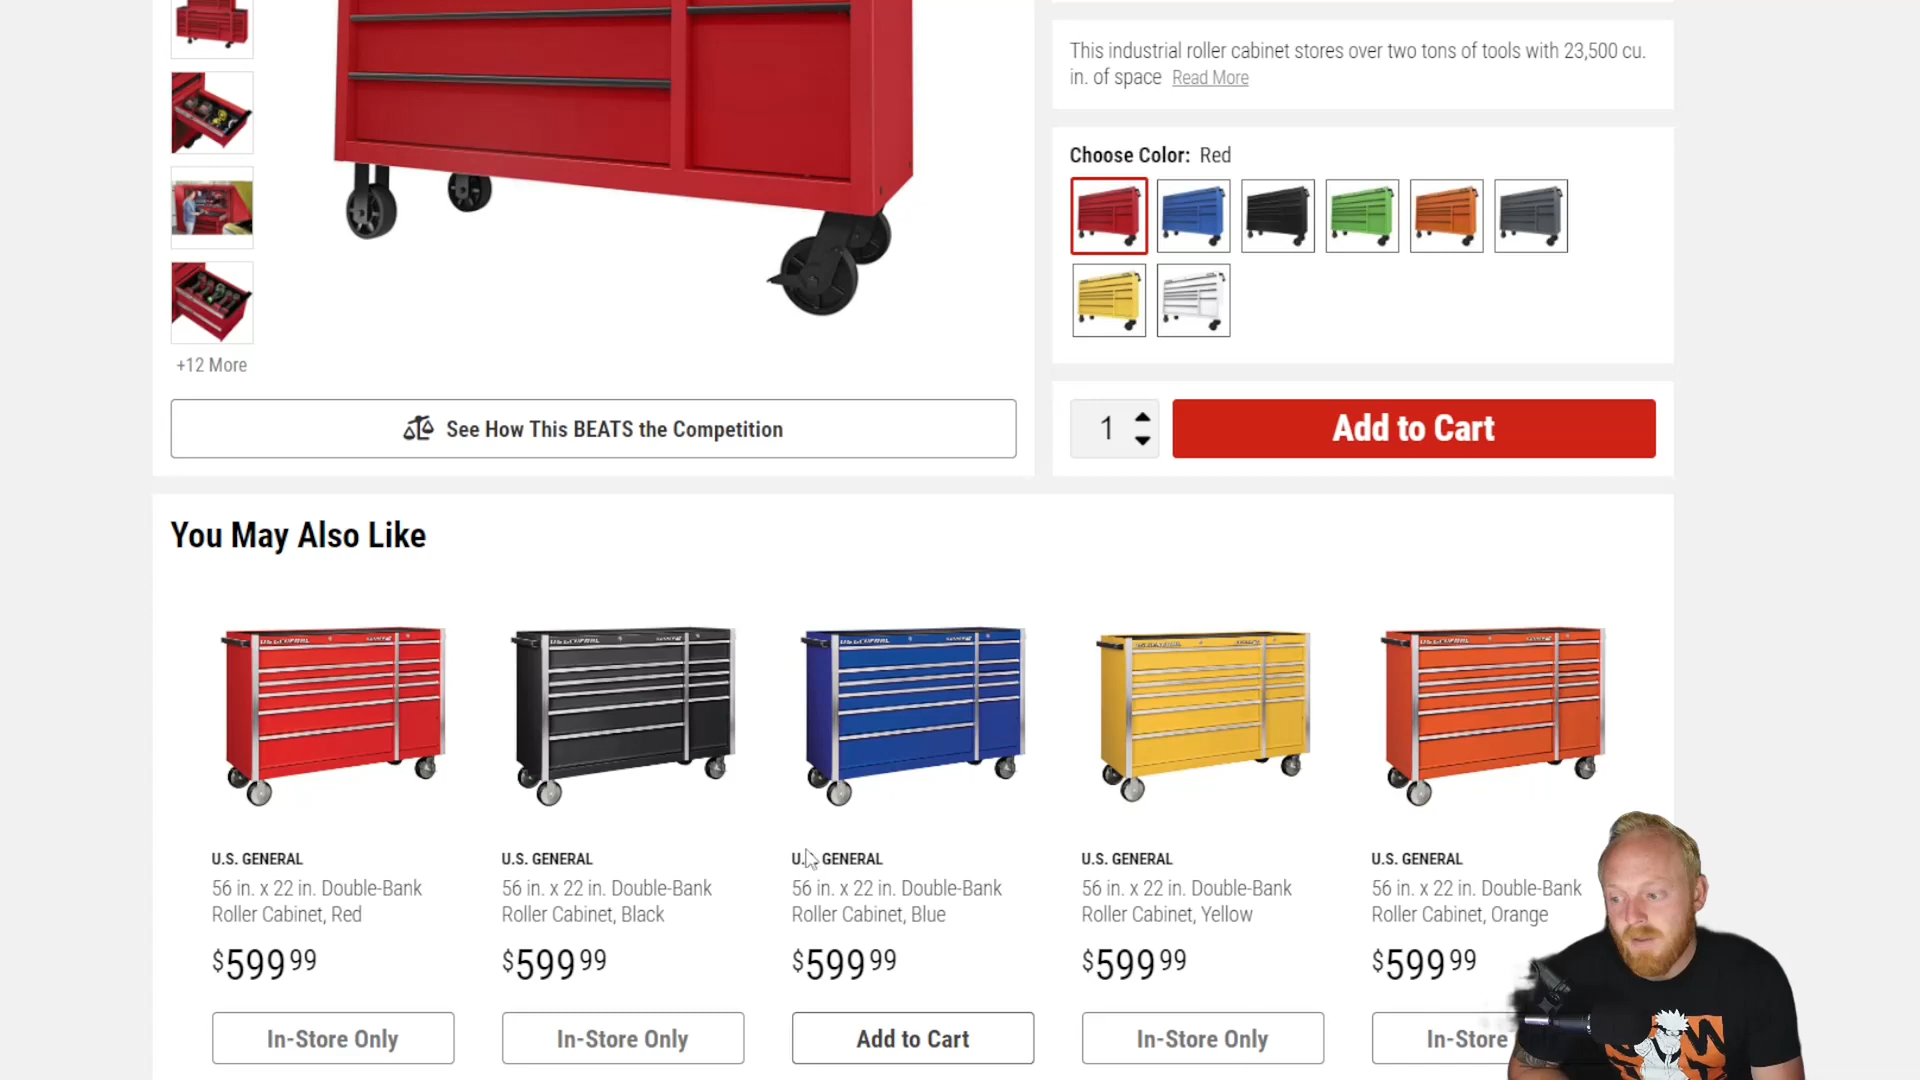 This industrial roller cabinet stores over two tons of tools with 23,500 cu.
in. of space Read More
Choose Color: Red
+12 More
See How This BEATS the Competition
1
Add to Cart
You May Also Like
U.S. GENERAL
56 in. x 22 in. Double-Bank
Roller Cabinet, Red
$599 99
In-Store Only
U.S. GENERAL
56 in. x 22 in. Double-Bank
Roller Cabinet, Black
$599 99
In-Store Only
U.S. GENERAL
56 in. x 22 in. Double-Bank
Roller Cabinet, Blue
$599 99
Add to Cart
U.S. GENERAL
56 in. x 22 in. Double-Bank
Roller Cabinet, Yellow
$599 99
In-Store Only
U.S. GENERAL
56 in. x 22 in. Double-Bank
Roller Cabinet, Orange
$599 99
In-Store